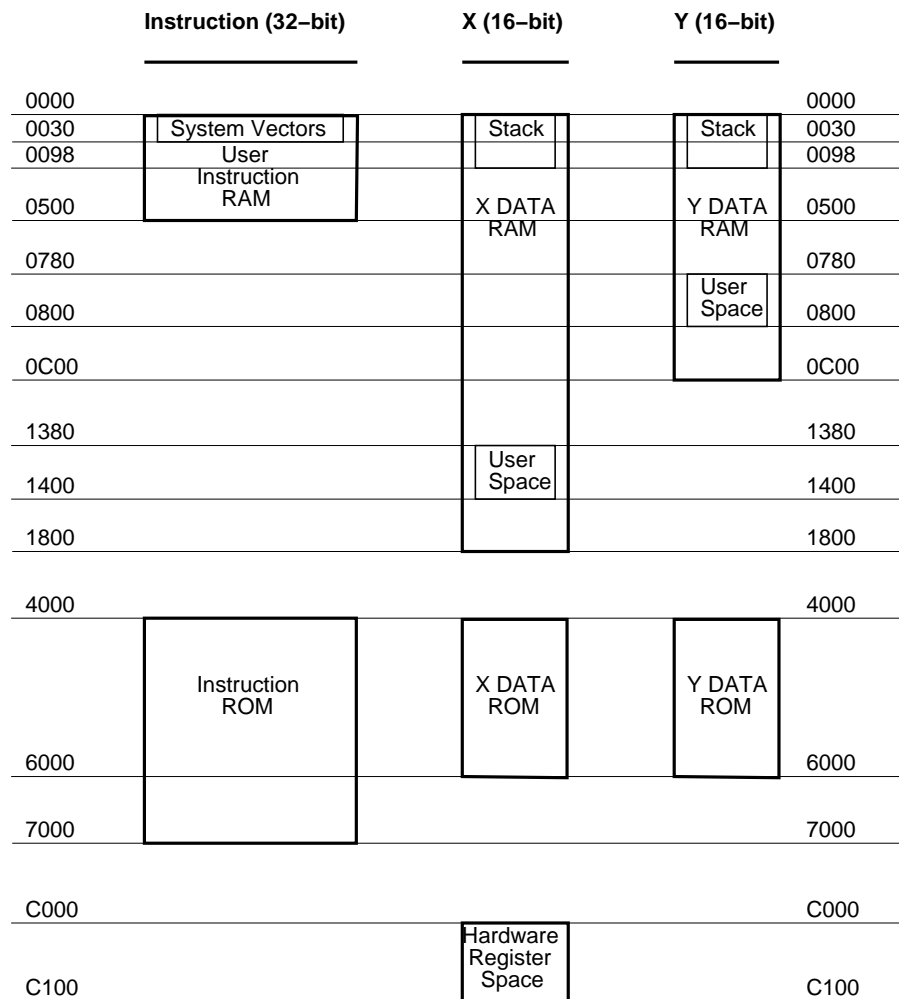 Instruction (32−bit) X (16−bit) Y (16−bit)
0000 0000
0030 System Vectors Stack Stack 0030
0098 User 0098
Instruction
RAM
0500 X DATA Y DATA 0500
RAM RAM
0780 0780
User
0800 Space 0800
0C00 0C00
1380 1380
User
1400 Space 1400
1800 1800
4000 4000
Instruction X DATA Y DATA
ROM ROM ROM
6000 6000
7000 7000
C000 C000
Hardware
Register
C100 Space C100